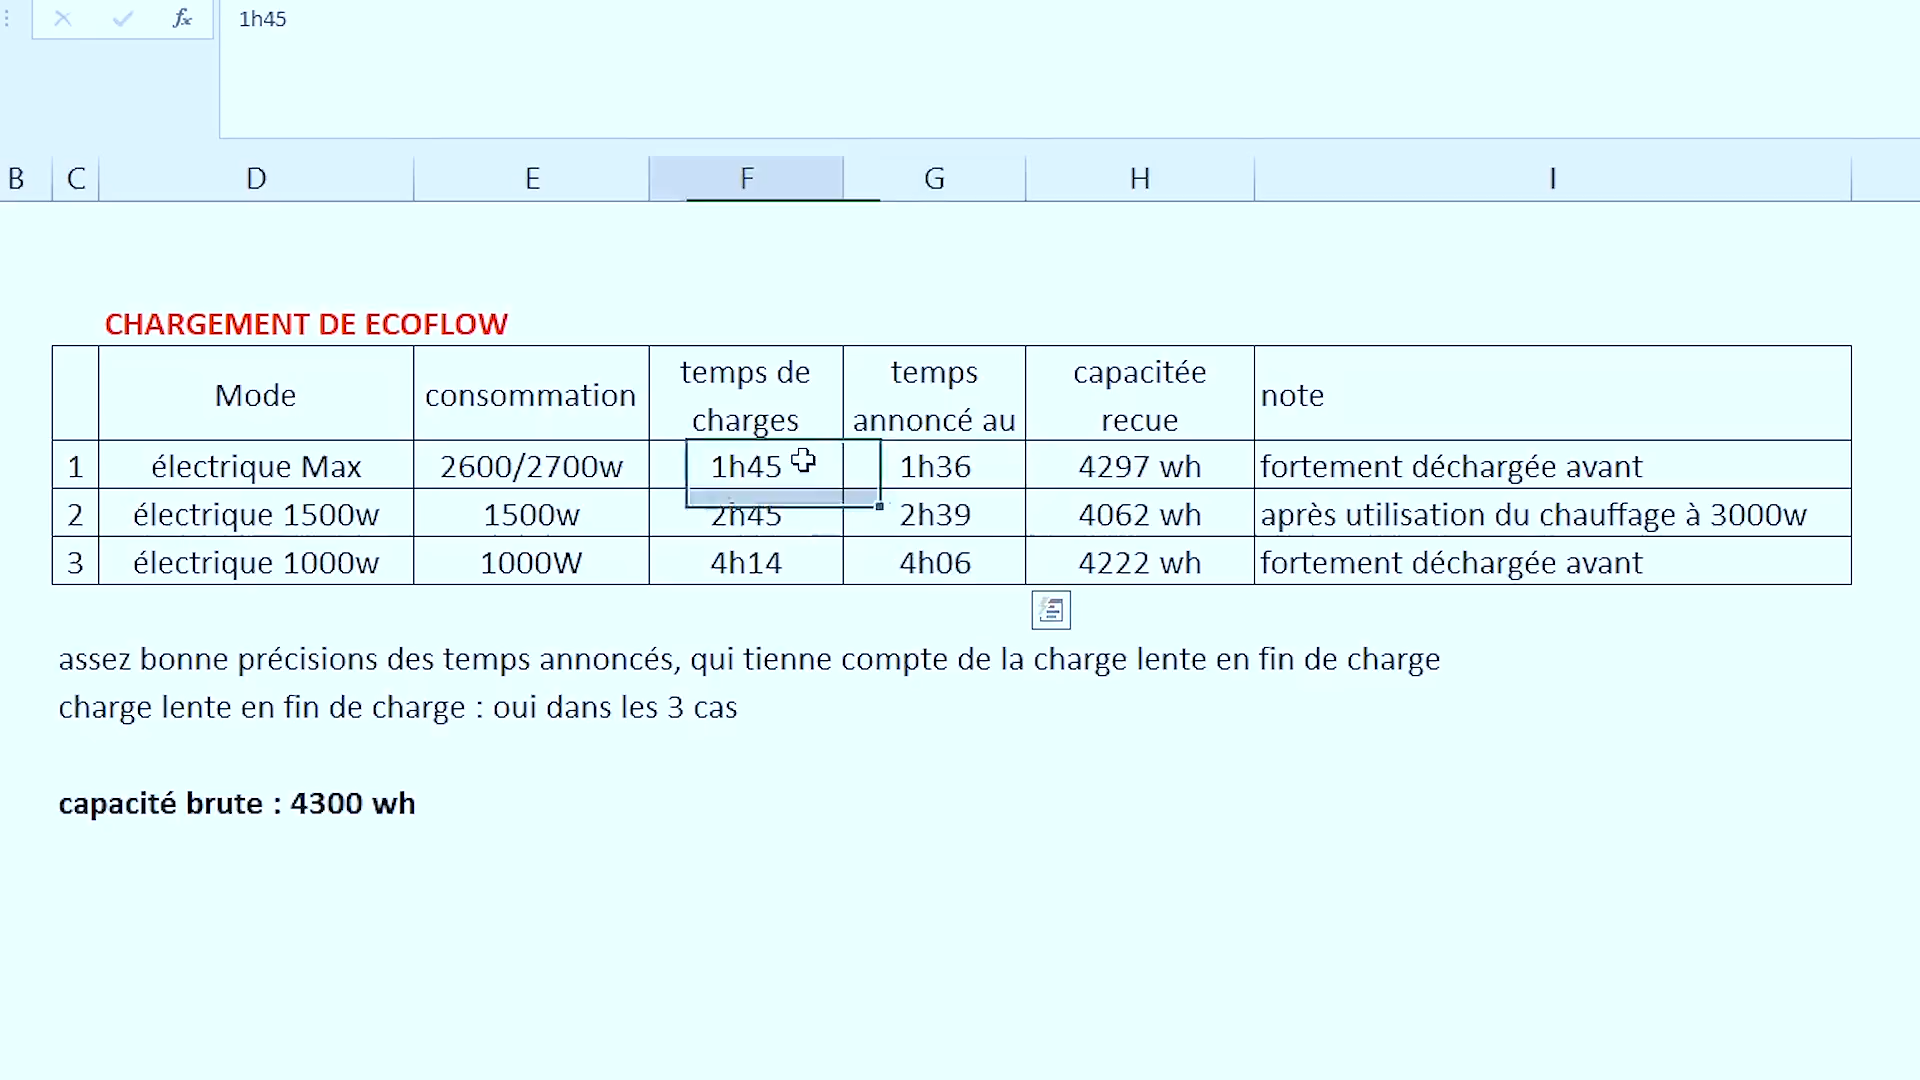 fx 1h45
B C D E F G H I
CHARGEMENT DE ECOFLOW
Mode consommation temps de charges temps annoncé au capacitée recue note
1 électrique Max 2600/2700w 1h45 1h36 4297 wh fortement déchargée avant
2 électrique 1500w 1500w 2h45 2h39 4062 wh après utilisation du chauffage à 3000w
3 électrique 1000w 1000W 4h14 4h06 4222 wh fortement déchargée avant
assez bonne précisions des temps annoncés, qui tienne compte de la charge lente en fin de charge
charge lente en fin de charge : oui dans les 3 cas
capacité brute : 4300 wh